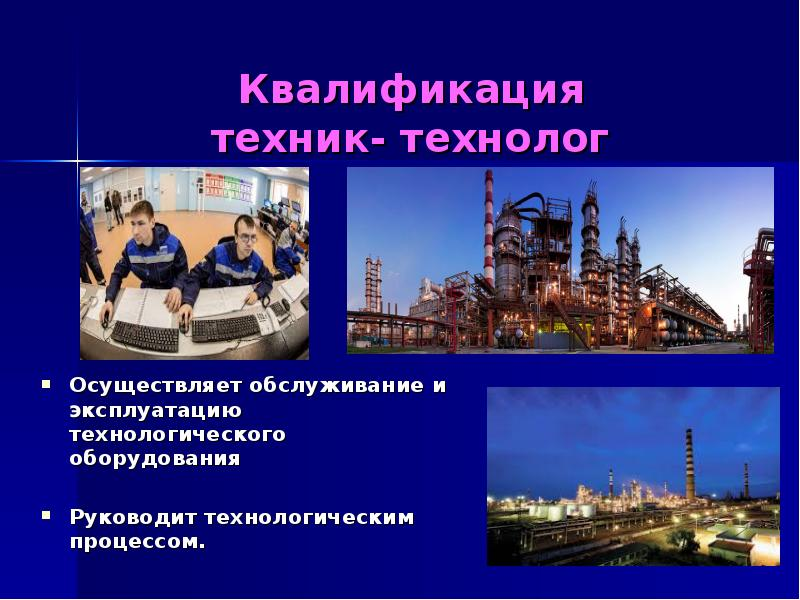 Квалификация
техник- технолог
Осуществляет обслуживание и
эксплуатацию
технологического
оборудования
Руководит технологическим
процессом.